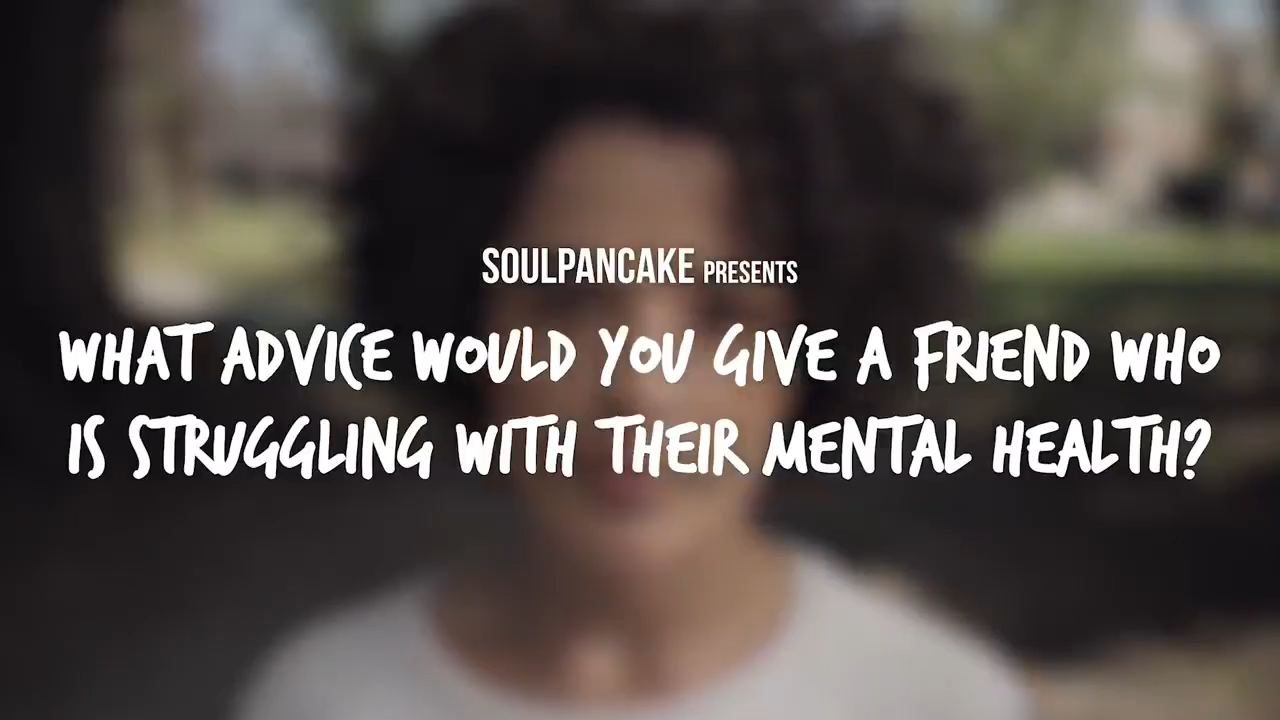 SOULPANCAKE PRESENTS
WHAT ADVICE WOULD YOU GIVE A FRIEND WHO
IS STRUGGLING WITH THEIR MENTAL HEALTH?